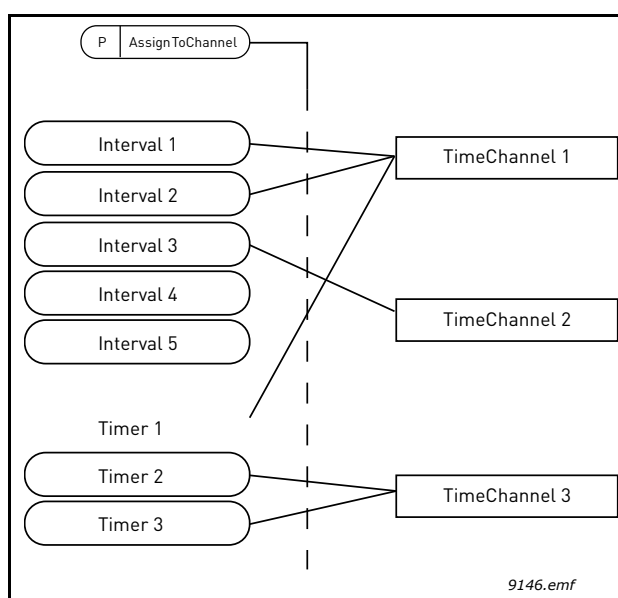 P AssignToChannel
Interval 1
Interval 2
Interval 3
Interval 4
Interval 5
Timer 1
Timer 2
Timer 3
TimeChannel 1
TimeChannel 2
TimeChannel 3
9146.emf